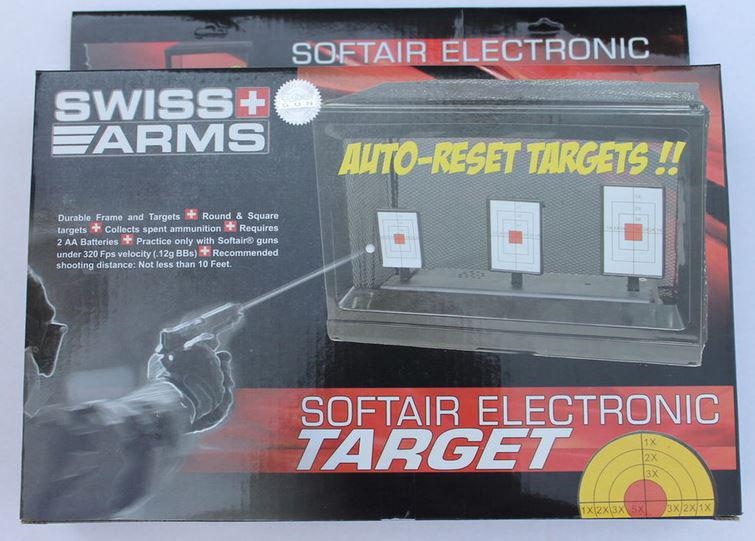 SOFTAIR ELECTRONIC
SWISS
ARMS
AUTO-RESET TARGETS !!
Durable Frame and Targets Round & Square
targets Collects spent ammunition Requires
2 AA Batteries Practice only with Softair® guns
under 320 Fps velocity (.12g BBs) Recommended
shooting distance: Not less than 10 Feet.
SOFTAIR ELECTRONIC
TARGET
1X
2X
3X
1X 2X 3X 5X 3X 2X 1X